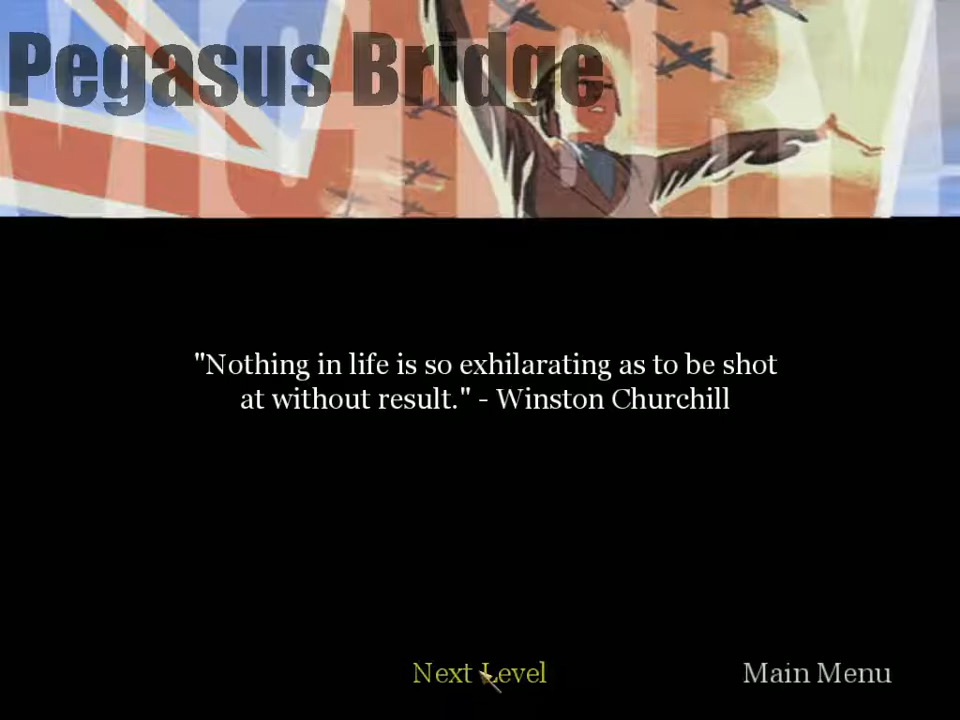 VICTORY
Pegasus Bridge
"Nothing in life is so exhilarating as to be shot
at without result." - Winston Churchill
Next Level
Main Menu